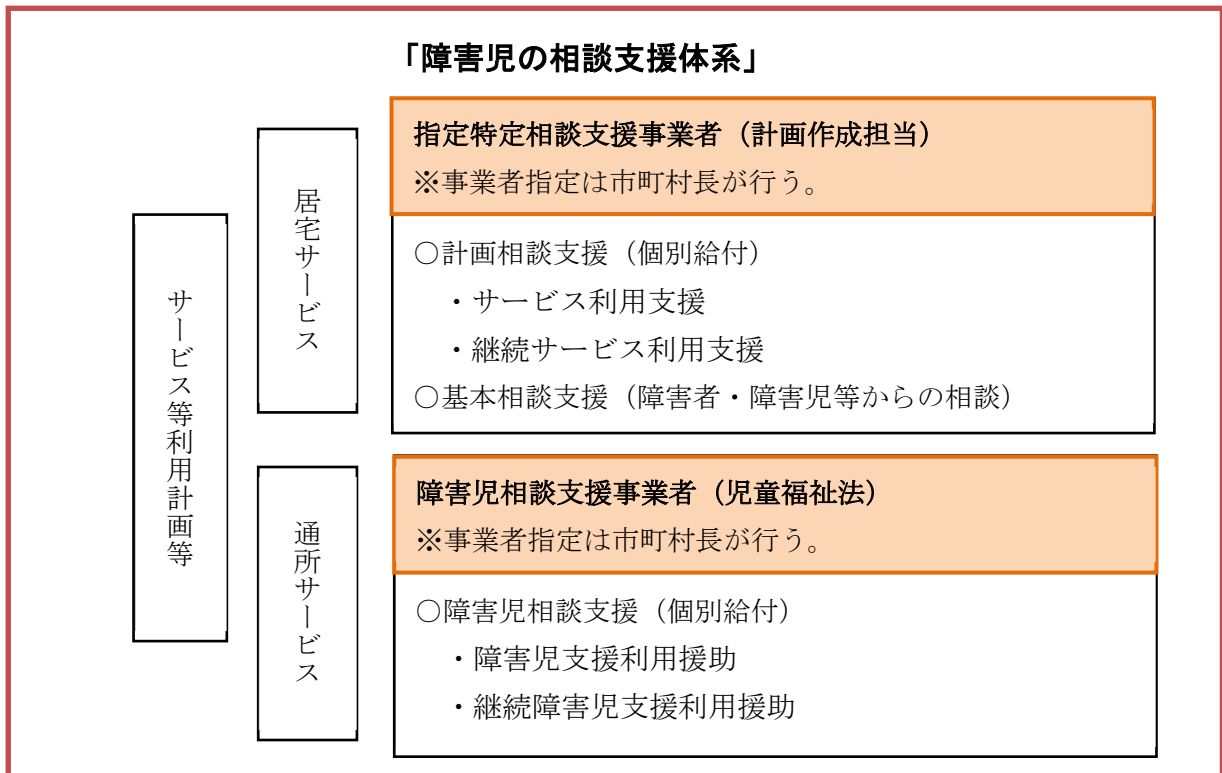 「障害児の相談支援体系」
サービス等利用計画等
居宅サービス
指定特定相談支援事業者（計画作成担当）
※事業者指定は市町村長が行う。
○計画相談支援（個別給付）
・サービス利用支援
・継続サービス利用支援
○基本相談支援（障害者・障害児等からの相談）
通所サービス
障害児相談支援事業者（児童福祉法）
※事業者指定は市町村長が行う。
○障害児相談支援（個別給付）
・障害児支援利用援助
・継続障害児支援利用援助